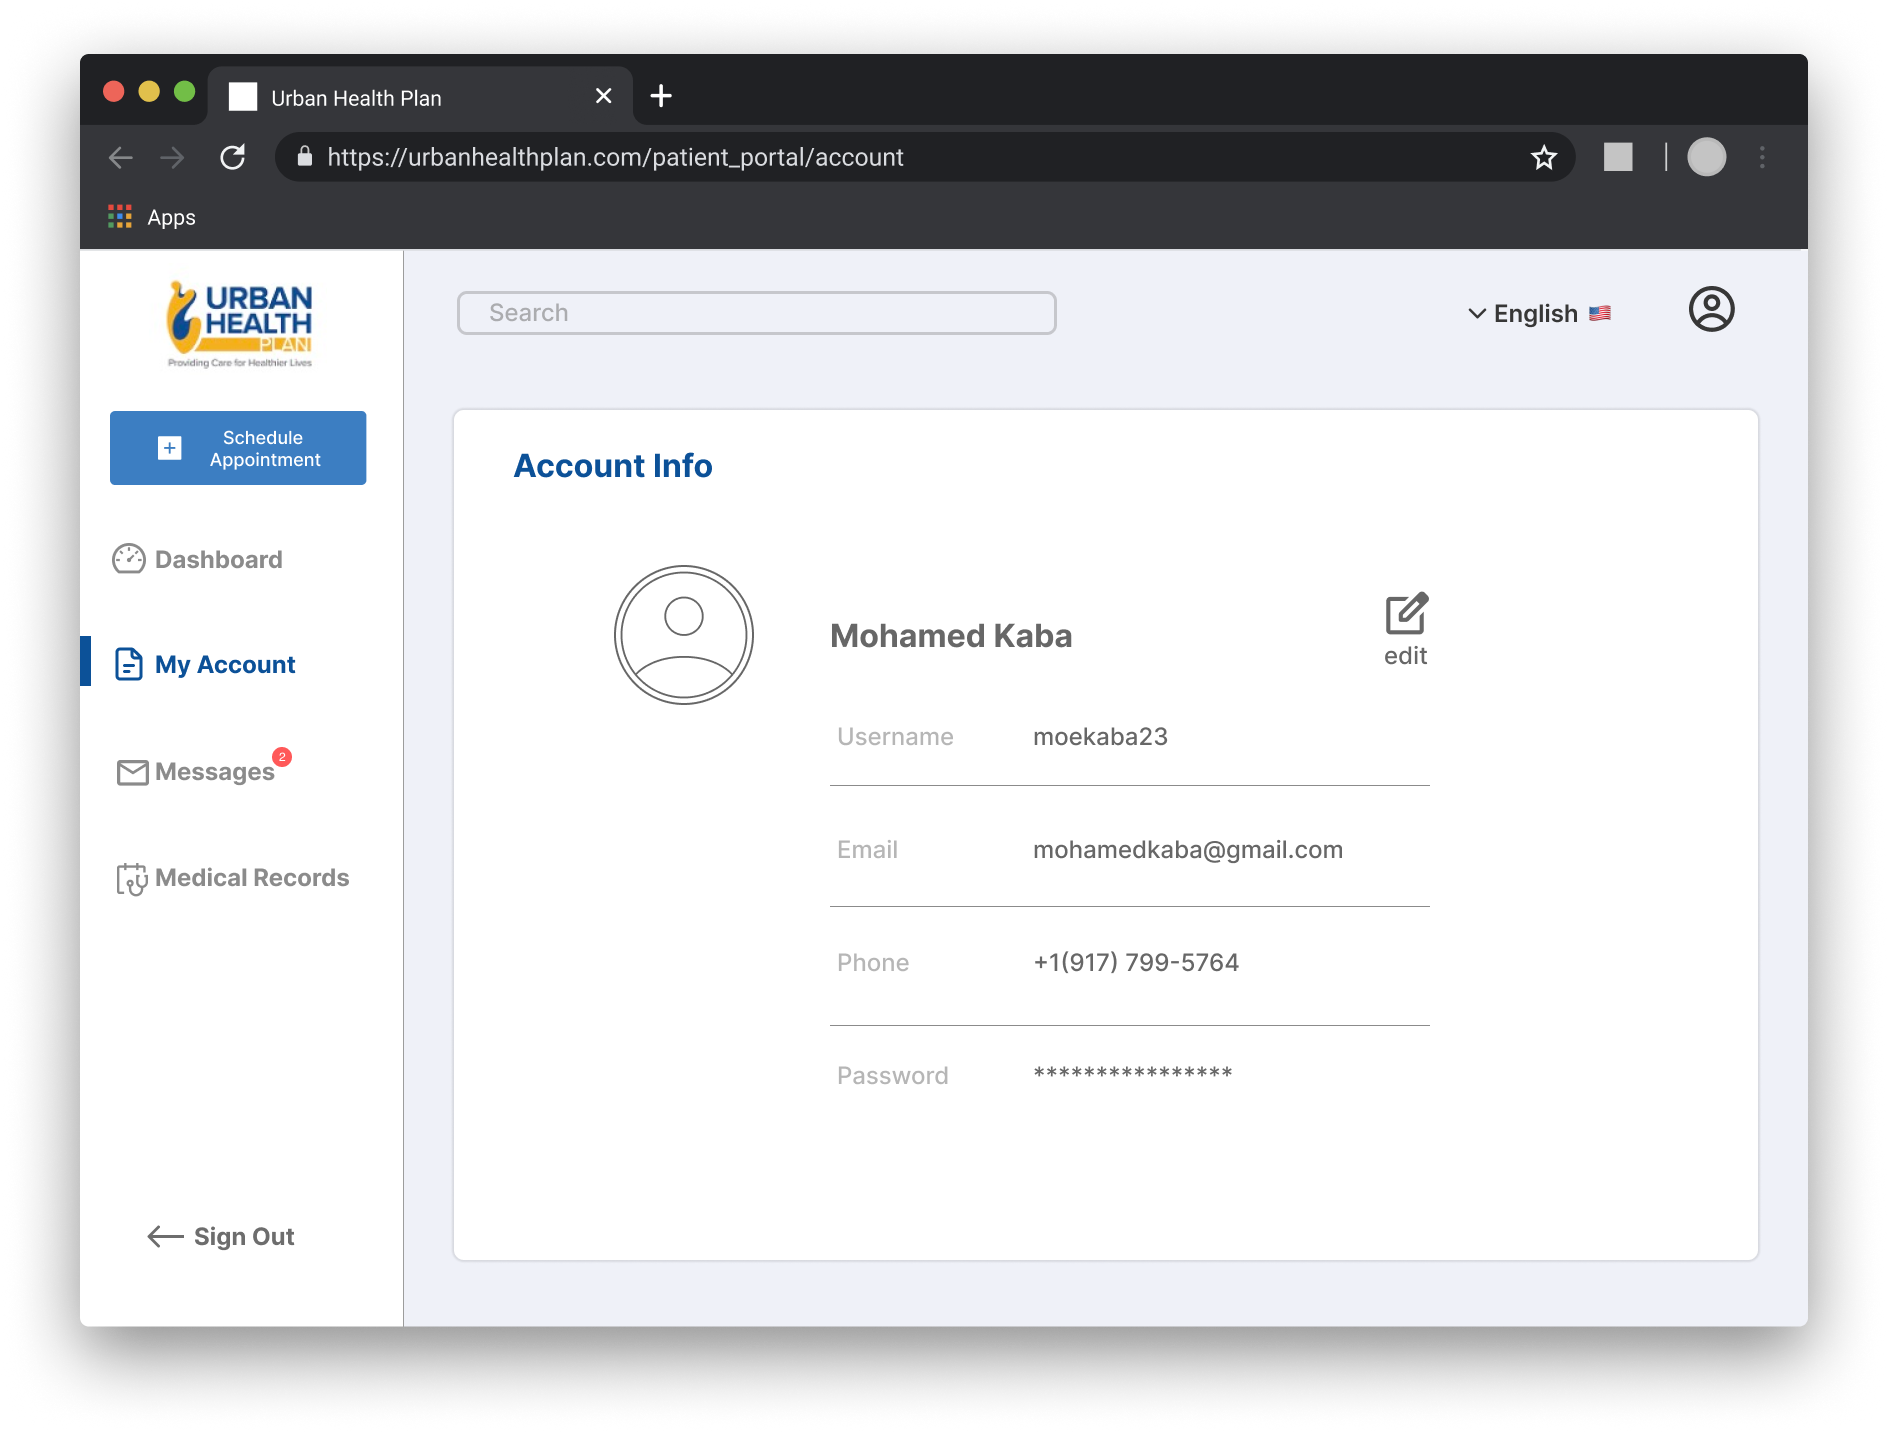 Urban Health Plan
https://urbanhealthplan.com/patient_portal/account
Apps
URBAN
HEALTH
PLAN
Providing Care for Healthier Lives
Search
English
Schedule
Appointment
Dashboard
My Account
Messages
2
Medical Records
Sign Out
Account Info
Mohamed Kaba
edit
Username moekaba23
Email mohamedkaba@gmail.com
Phone +1(917) 799-5764
Password ****************